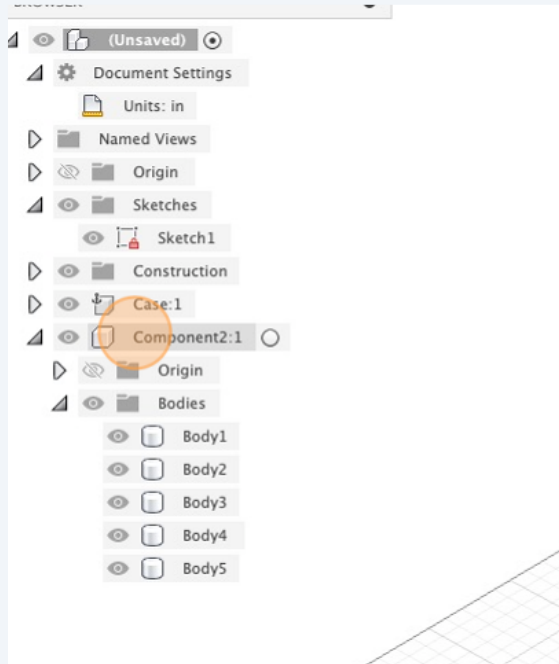 BROWSER
(Unsaved)
Document Settings
Units: in
Named Views
Origin
Sketches
Sketch1
Construction
Case:1
Component2:1
Origin
Bodies
Body1
Body2
Body3
Body4
Body5